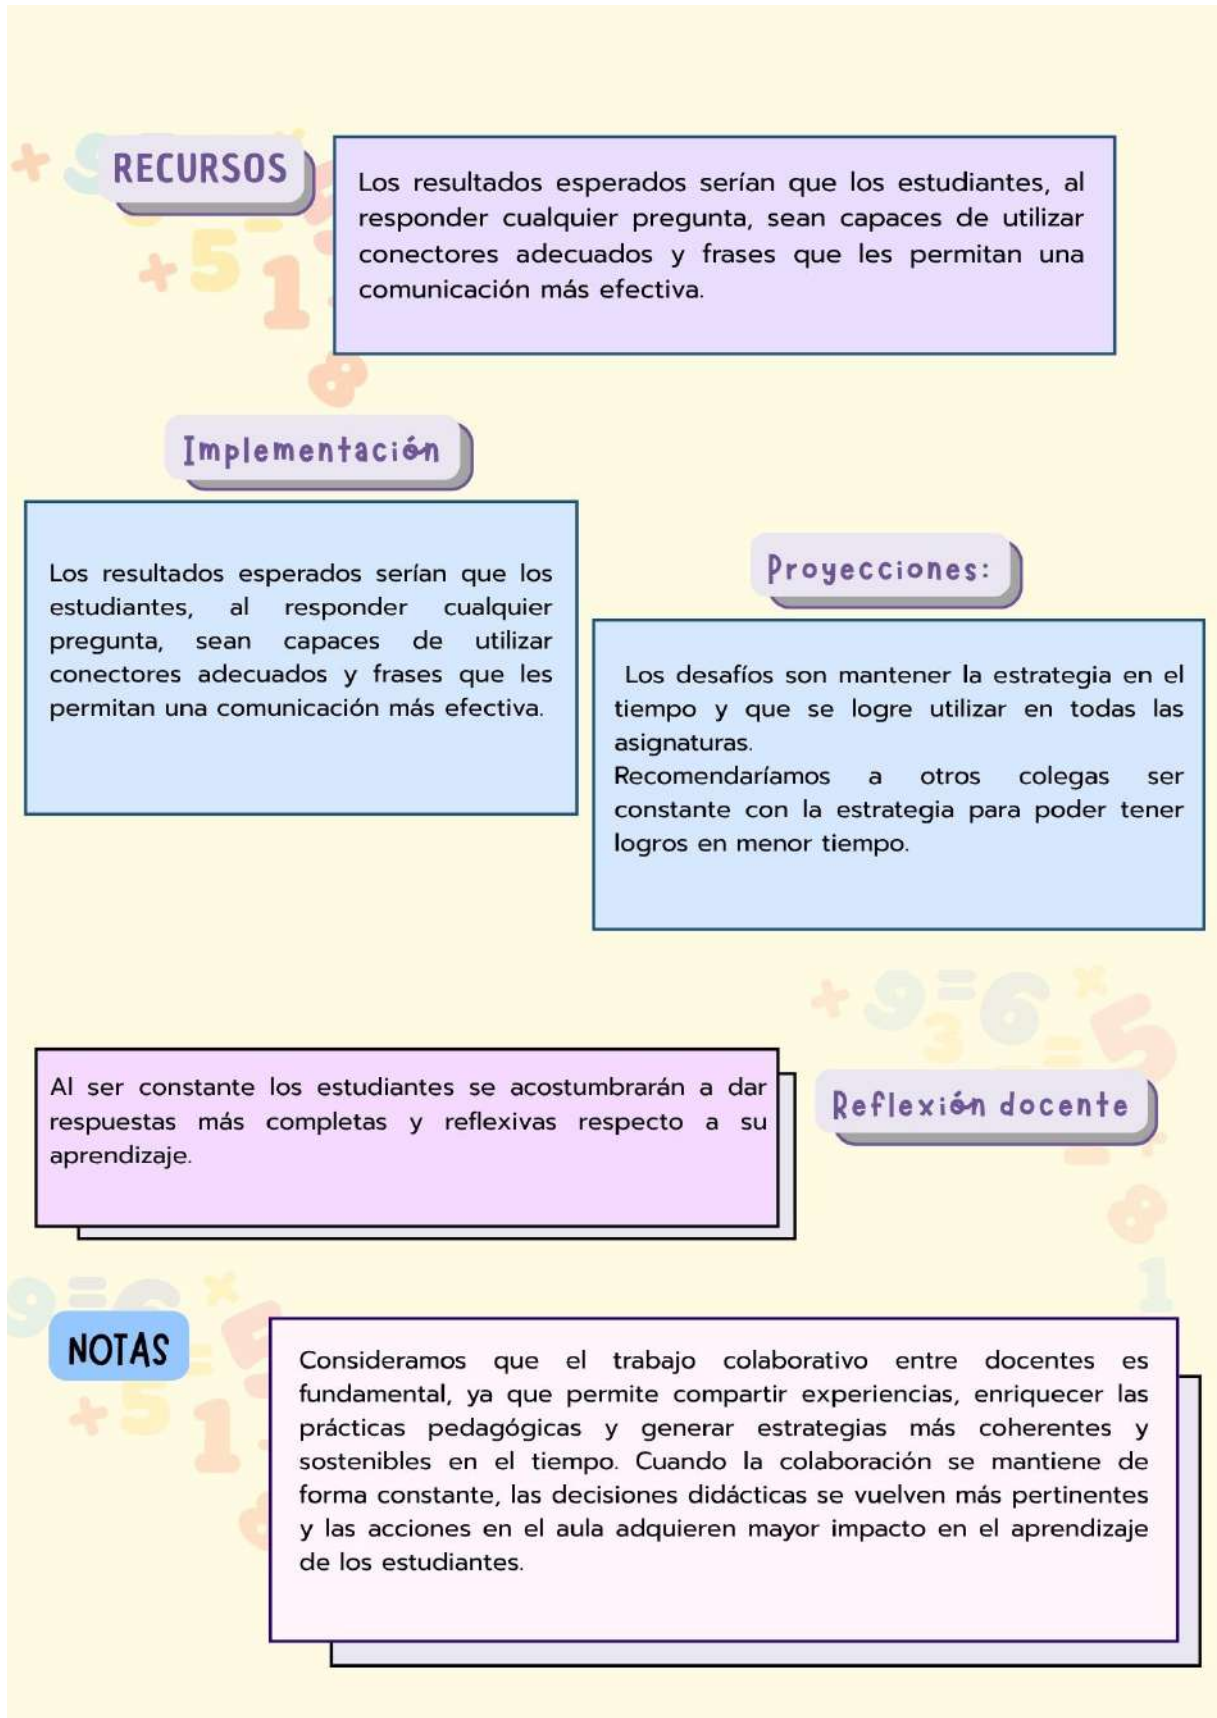 RECURSOS
Los resultados esperados serían que los estudiantes, al
responder cualquier pregunta, sean capaces de utilizar
conectores adecuados y frases que les permitan una
comunicación más efectiva.
Implementación
Los resultados esperados serían que los
estudiantes, al responder cualquier
pregunta, sean capaces de utilizar
conectores adecuados y frases que les
permitan una comunicación más efectiva.
Proyecciones:
Los desafíos son mantener la estrategia en el
tiempo y que se logre utilizar en todas las
asignaturas.
Recomendaríamos a otros colegas ser
constante con la estrategia para poder tener
logros en menor tiempo.
Reflexión docente
Al ser constante los estudiantes se acostumbrarán a dar
respuestas más completas y reflexivas respecto a su
aprendizaje.
NOTAS
Consideramos que el trabajo colaborativo entre docentes es
fundamental, ya que permite compartir experiencias, enriquecer las
prácticas pedagógicas y generar estrategias más coherentes y
sostenibles en el tiempo. Cuando la colaboración se mantiene de
forma constante, las decisiones didácticas se vuelven más pertinentes
y las acciones en el aula adquieren mayor impacto en el aprendizaje
de los estudiantes.